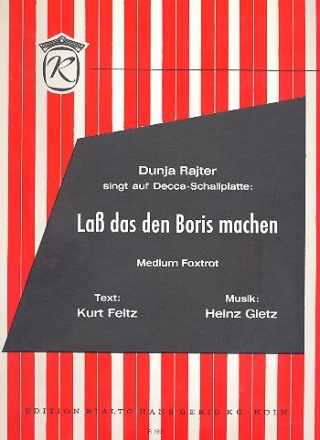 R
Dunja Rajter
singt auf Decca-Schallplatte:
Laß das den Boris machen
Medium Foxtrot
Text:
Kurt Feltz
Musik:
Heinz Gietz
EDITION RIALTO HANS GERIG KG · KÖLN